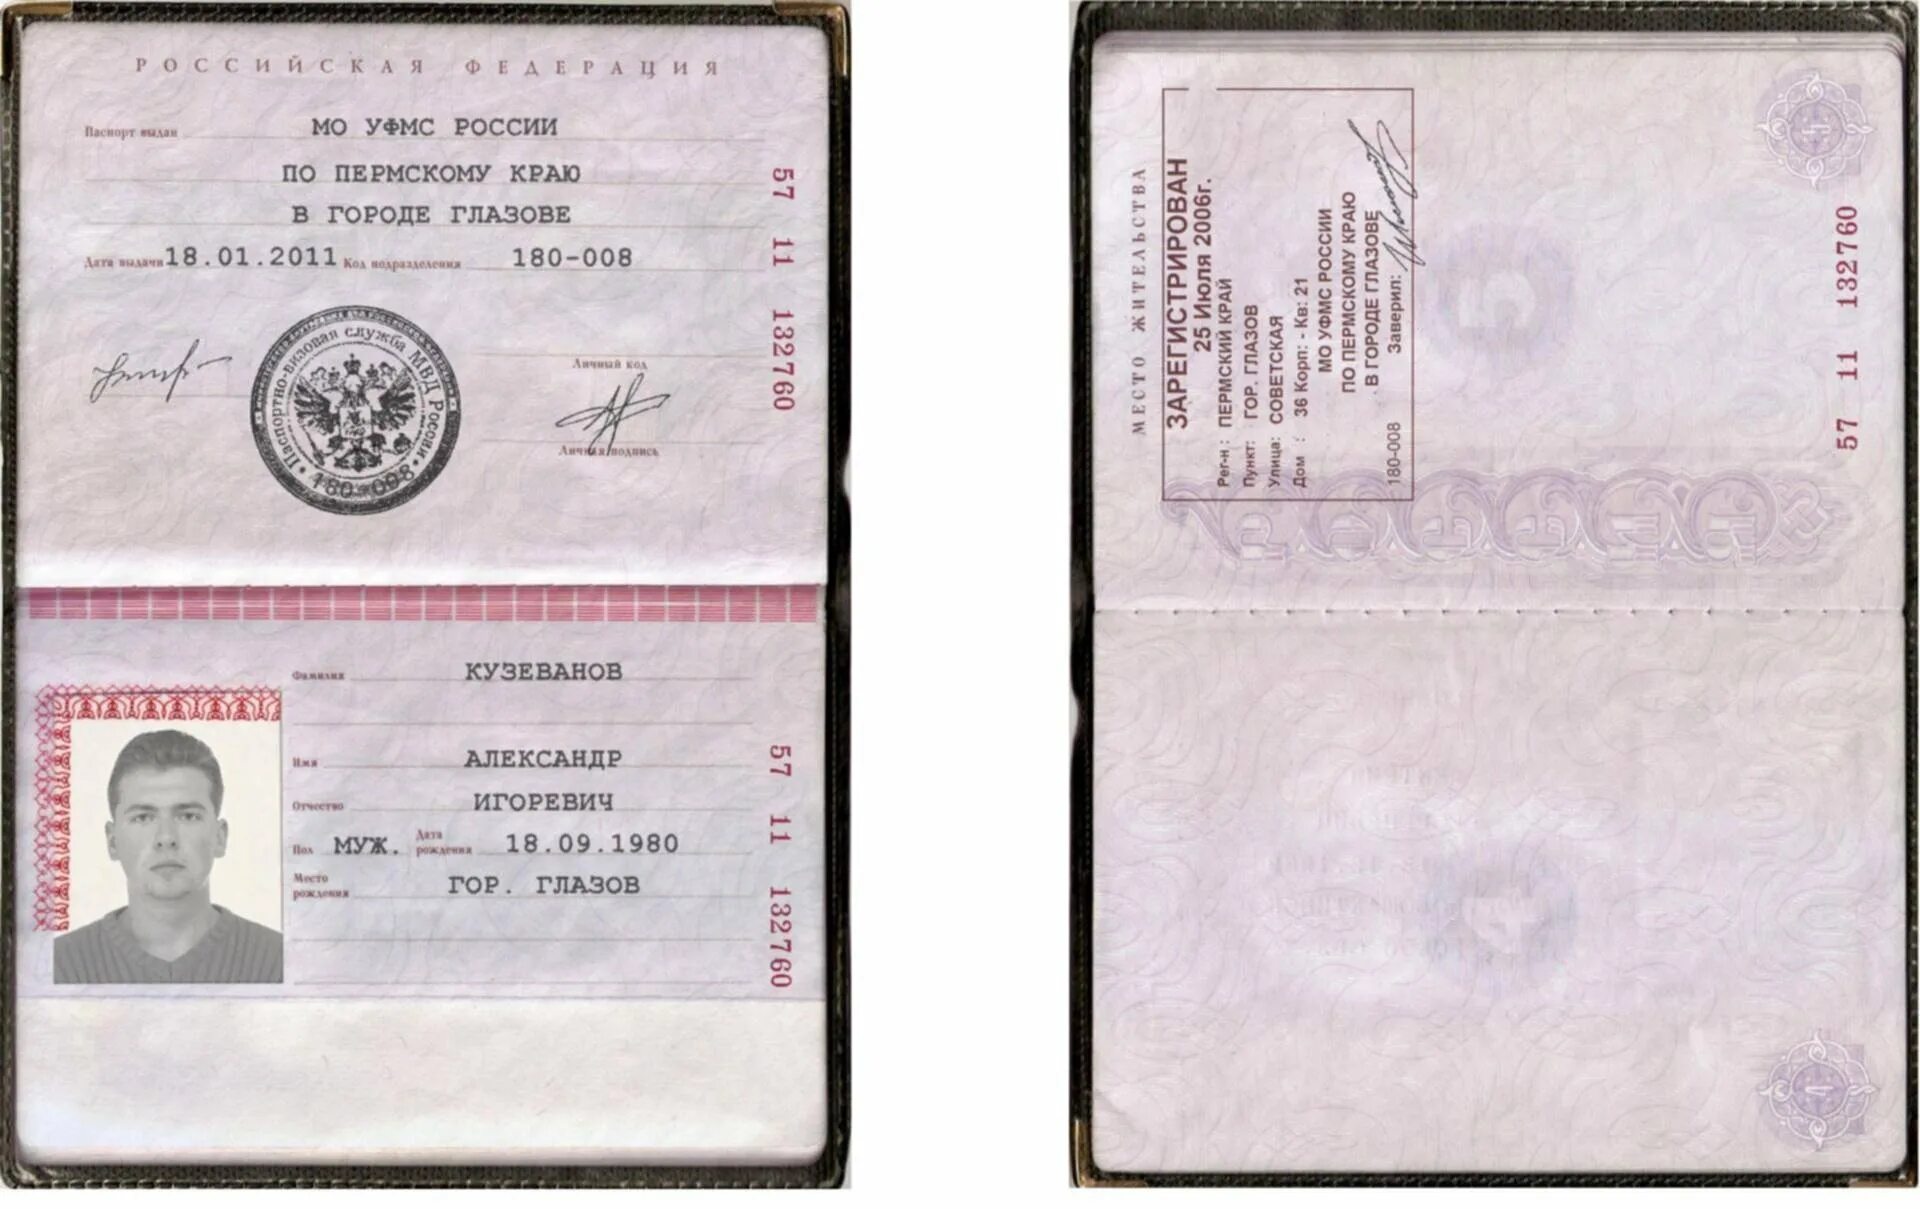 РОССИЙСКАЯ ФЕДЕРАЦИЯ
Паспорт выдан МО УФМС РОССИИ
ПО ПЕРМСКОМУ КРАЮ
В ГОРОДЕ ГЛАЗОВЕ
Дата выдачи 18.01.2011 Код подразделения 180-008
57 11 132760
Паспортно-визовая служба МВД России
180-008
Личный код
Личная подпись
Фамилия КУЗЕВАНОВ
Имя АЛЕКСАНДР
Отчество ИГОРЕВИЧ
Пол МУЖ. Дата рождения 18.09.1980
Место рождения ГОР. ГЛАЗОВ
57 11 132760
МЕСТО ЖИТЕЛЬСТВА
ЗАРЕГИСТРИРОВАН
25 Июля 2006г.
Рег-н: ПЕРМСКИЙ КРАЙ
Пункт: ГОР. ГЛАЗОВ
Улица: СОВЕТСКАЯ
Дом : 36 Корп: - Кв: 21
МО УФМС РОССИИ
ПО ПЕРМСКОМУ КРАЮ
В ГОРОДЕ ГЛАЗОВЕ
180-008 Заверил:
57 11 132760
5
РОССИЯ